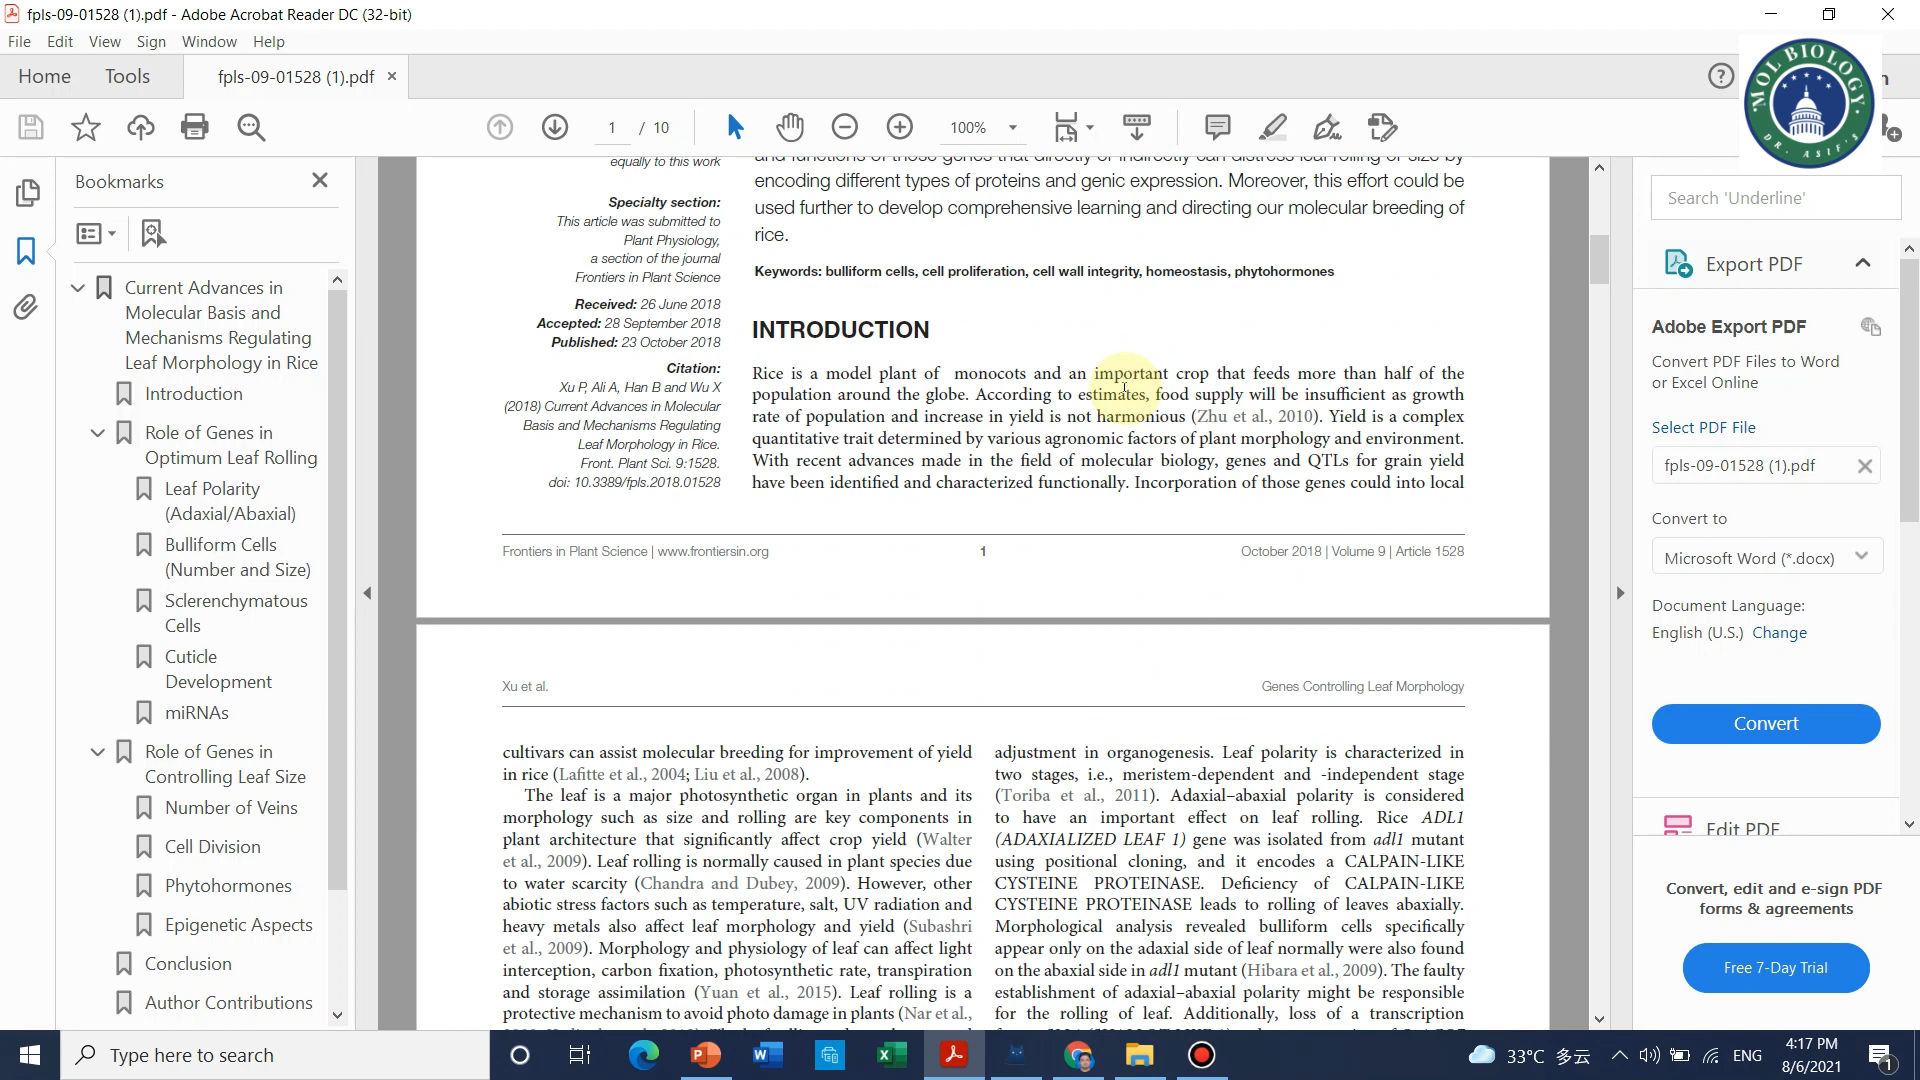 fpls-09-01528 (1).pdf - Adobe Acrobat Reader DC (32-bit)
File Edit View Sign Window Help
Home Tools fpls-09-01528 (1).pdf
1 / 10 100%
MOL BIOLOGY
DR. ASIF'S
Bookmarks
Current Advances in
Molecular Basis and
Mechanisms Regulating
Leaf Morphology in Rice
Introduction
Role of Genes in
Optimum Leaf Rolling
Leaf Polarity
(Adaxial/Abaxial)
Bulliform Cells
(Number and Size)
Sclerenchymatous
Cells
Cuticle
Development
miRNAs
Role of Genes in
Controlling Leaf Size
Number of Veins
Cell Division
Phytohormones
Epigenetic Aspects
Conclusion
Author Contributions
equally to this work
Specialty section:
This article was submitted to
Plant Physiology,
a section of the journal
Frontiers in Plant Science
Received: 26 June 2018
Accepted: 28 September 2018
Published: 23 October 2018
Citation:
Xu P, Ali A, Han B and Wu X
(2018) Current Advances in Molecular
Basis and Mechanisms Regulating
Leaf Morphology in Rice.
Front. Plant Sci. 9:1528.
doi: 10.3389/fpls.2018.01528
and functions of those genes that directly or indirectly can distress leaf rolling or size by
encoding different types of proteins and genic expression. Moreover, this effort could be
used further to develop comprehensive learning and directing our molecular breeding of
rice.
Keywords: bulliform cells, cell proliferation, cell wall integrity, homeostasis, phytohormones
INTRODUCTION
Rice is a model plant of monocots and an important crop that feeds more than half of the
population around the globe. According to estimates, food supply will be insufficient as growth
rate of population and increase in yield is not harmonious (Zhu et al., 2010). Yield is a complex
quantitative trait determined by various agronomic factors of plant morphology and environment.
With recent advances made in the field of molecular biology, genes and QTLs for grain yield
have been identified and characterized functionally. Incorporation of those genes could into local
Frontiers in Plant Science | www.frontiersin.org 1 October 2018 | Volume 9 | Article 1528
Xu et al. Genes Controlling Leaf Morphology
cultivars can assist molecular breeding for improvement of yield
in rice (Lafitte et al., 2004; Liu et al., 2008).
The leaf is a major photosynthetic organ in plants and its
morphology such as size and rolling are key components in
plant architecture that significantly affect crop yield (Walter
et al., 2009). Leaf rolling is normally caused in plant species due
to water scarcity (Chandra and Dubey, 2009). However, other
abiotic stress factors such as temperature, salt, UV radiation and
heavy metals also affect leaf morphology and yield (Subashri
et al., 2009). Morphology and physiology of leaf can affect light
interception, carbon fixation, photosynthetic rate, transpiration
and storage assimilation (Yuan et al., 2015). Leaf rolling is a
protective mechanism to avoid photo damage in plants (Nar et al.,
adjustment in organogenesis. Leaf polarity is characterized in
two stages, i.e., meristem-dependent and -independent stage
(Toriba et al., 2011). Adaxial–abaxial polarity is considered
to have an important effect on leaf rolling. Rice ADL1
(ADAXIALIZED LEAF 1) gene was isolated from adl1 mutant
using positional cloning, and it encodes a CALPAIN-LIKE
CYSTEINE PROTEINASE. Deficiency of CALPAIN-LIKE
CYSTEINE PROTEINASE leads to rolling of leaves abaxially.
Morphological analysis revealed bulliform cells specifically
appear only on the adaxial side of leaf normally were also found
on the abaxial side in adl1 mutant (Hibara et al., 2009). The faulty
establishment of adaxial–abaxial polarity might be responsible
for the rolling of leaf. Additionally, loss of a transcription
Search 'Underline'
Export PDF
Adobe Export PDF
Convert PDF Files to Word
or Excel Online
Select PDF File
fpls-09-01528 (1).pdf
Convert to
Microsoft Word (*.docx)
Document Language:
English (U.S.) Change
Convert
Edit PDF
Convert, edit and e-sign PDF
forms & agreements
Free 7-Day Trial
Type here to search
33°C 多云 ENG
4:17 PM
8/6/2021
1